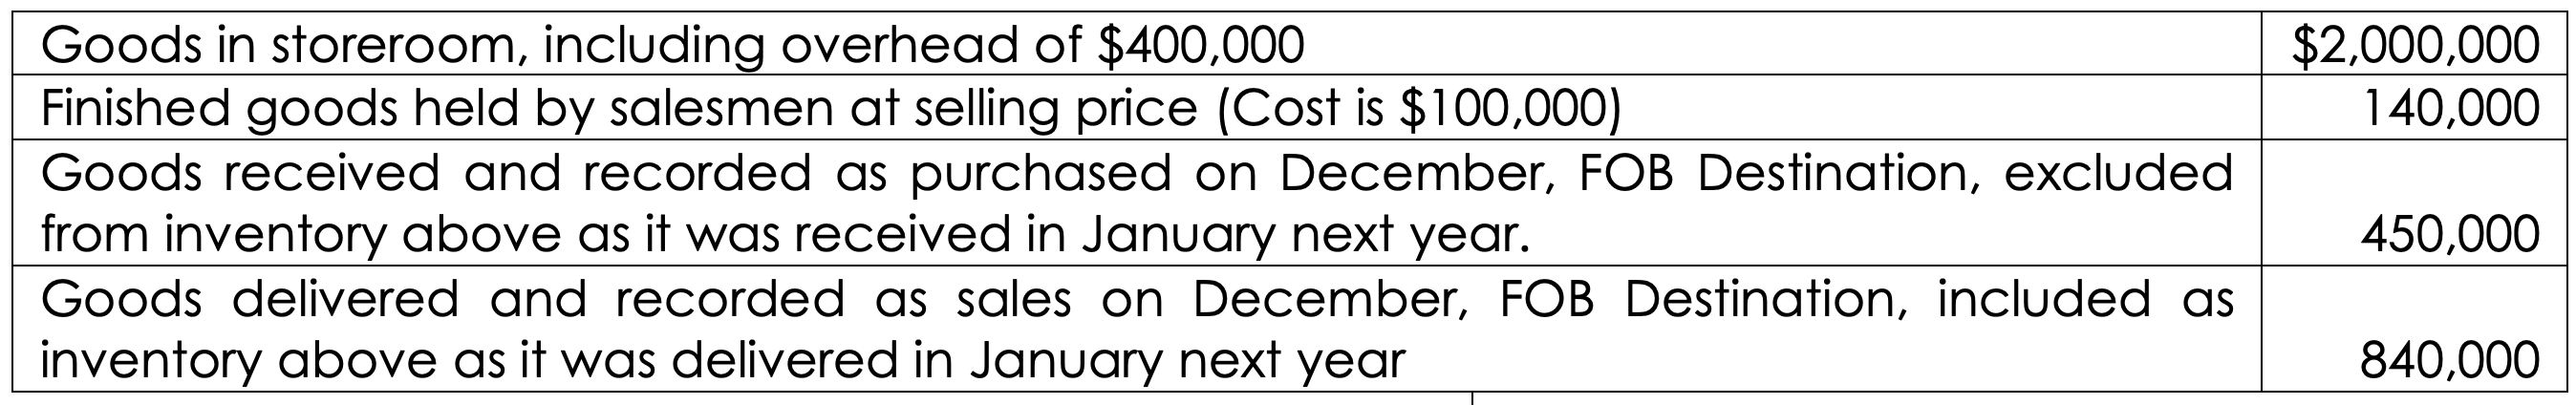 Goods in storeroom, including overhead of $400,000 $2,000,000
Finished goods held by salesmen at selling price (Cost is $100,000) 140,000
Goods received and recorded as purchased on December, FOB Destination, excluded
from inventory above as it was received in January next year. 450,000
Goods delivered and recorded as sales on December, FOB Destination, included as
inventory above as it was delivered in January next year 840,000